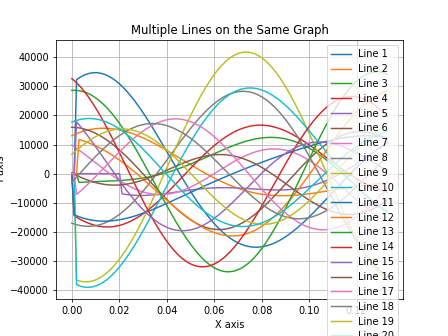 Multiple Lines on the Same Graph
40000
30000
20000
10000
0
−10000
−20000
−30000
−40000
0.00
0.02
0.04
0.06
0.08
0.10
X axis
axis
Line 1
Line 2
Line 3
Line 4
Line 5
Line 6
Line 7
Line 8
Line 9
Line 10
Line 11
Line 12
Line 13
Line 14
Line 15
Line 16
Line 17
Line 18
Line 19
Line 20